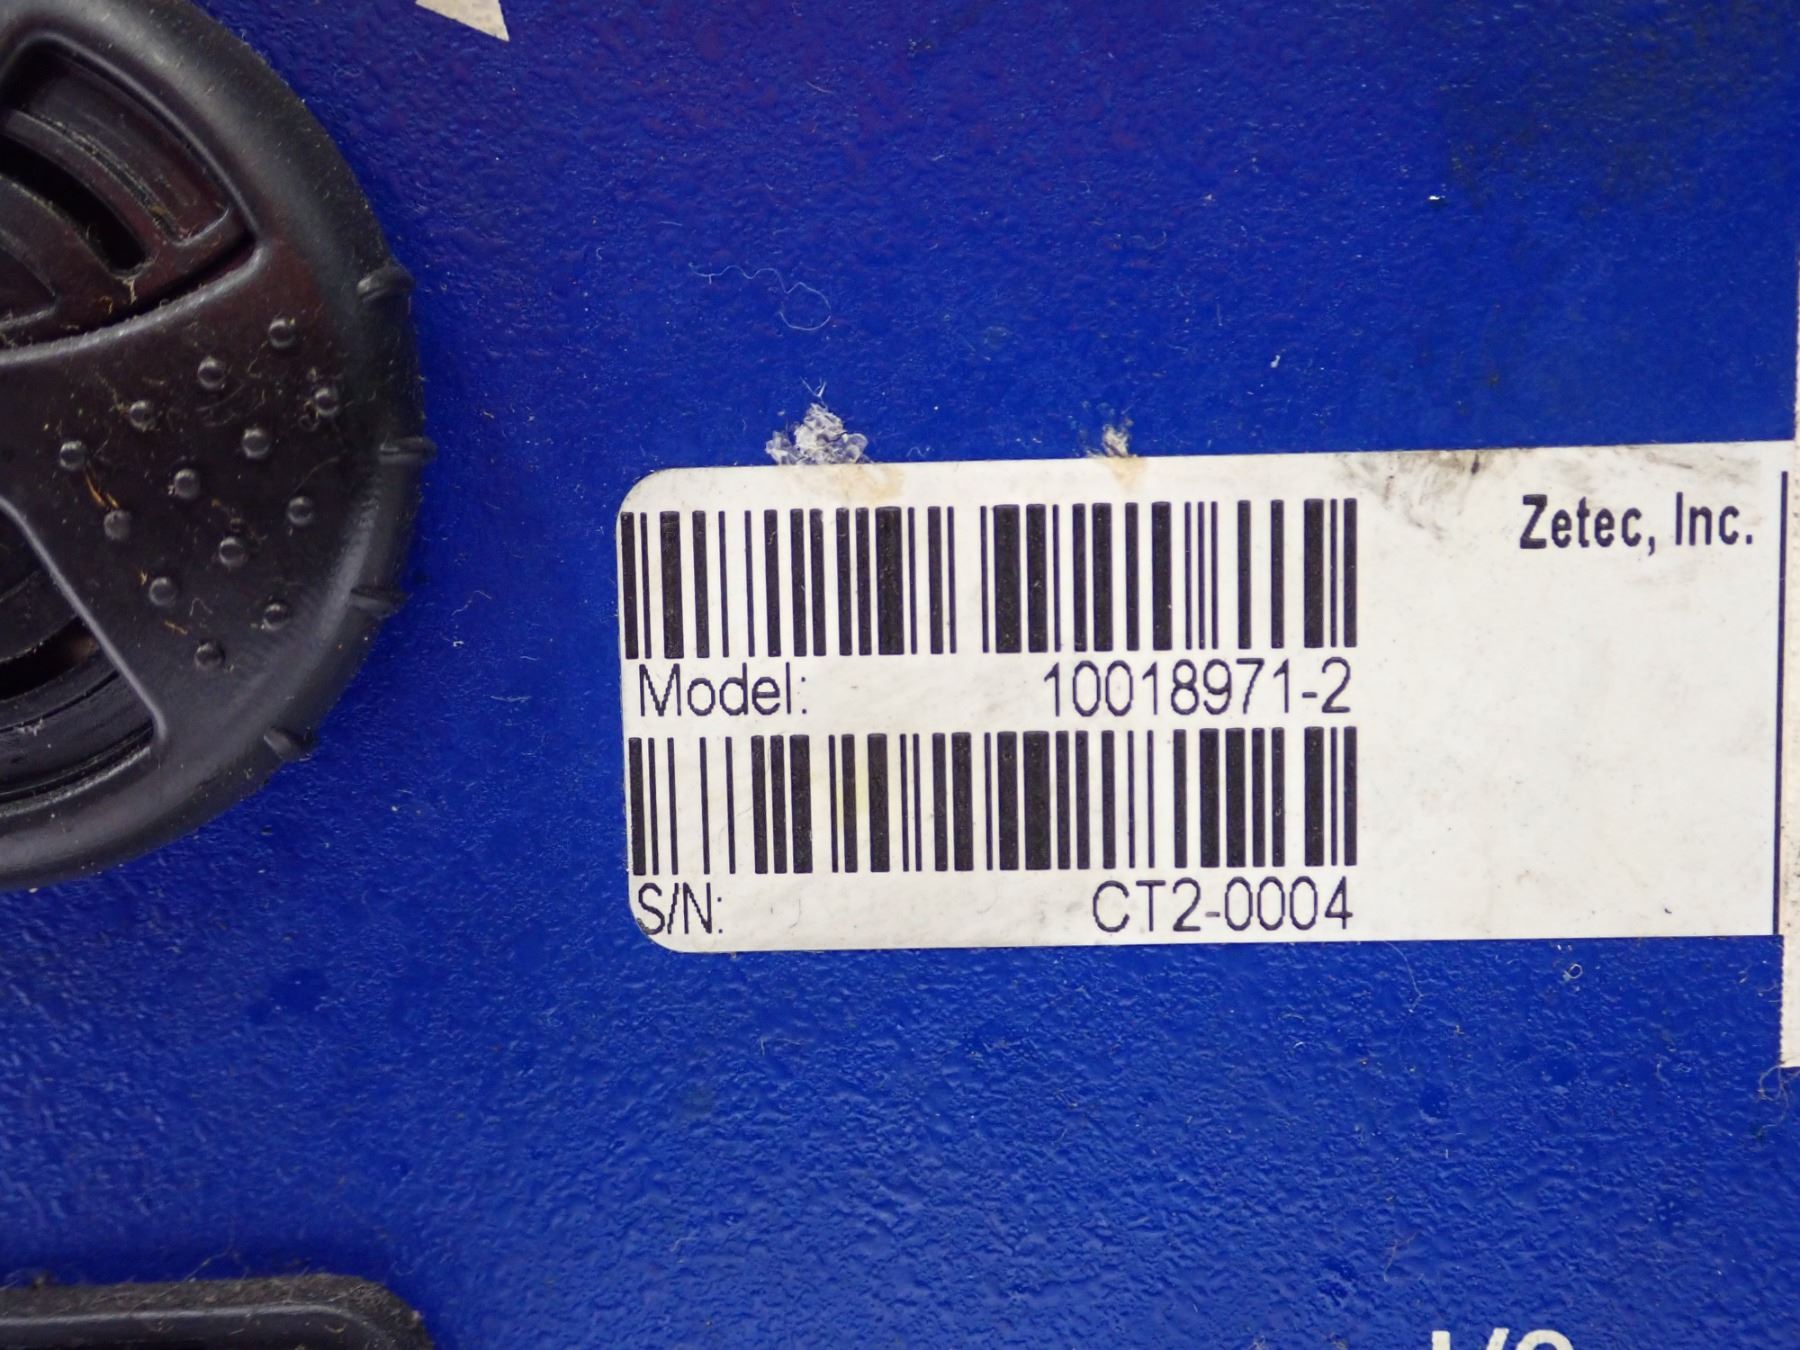 Zetec, Inc.
Model: 10018971-2
S/N: CT2-0004